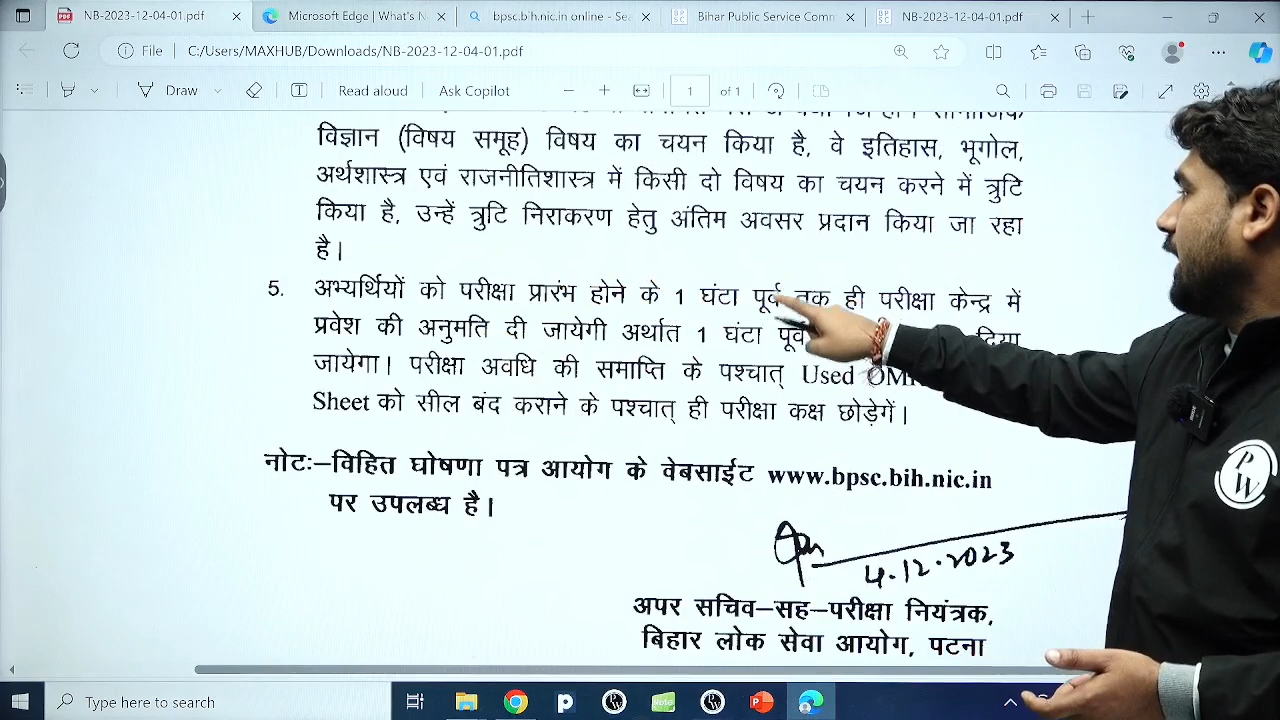 NB-2023-12-04-01.pdf
Microsoft Edge | What's N
bpsc.bih.nic.in online - Sea
Bihar Public Service Comm
NB-2023-12-04-01.pdf
File C:/Users/MAXHUB/Downloads/NB-2023-12-04-01.pdf
Draw Read aloud Ask Copilot 1 of 1
विज्ञान (विषय समूह) विषय का चयन किया है, वे इतिहास, भूगोल,
अर्थशास्त्र एवं राजनीतिशास्त्र में किसी दो विषय का चयन करने में त्रुटि
किया है, उन्हें त्रुटि निराकरण हेतु अंतिम अवसर प्रदान किया जा रहा
है।
5. अभ्यर्थियों को परीक्षा प्रारंभ होने के 1 घंटा पूर्व तक ही परीक्षा केन्द्र में
प्रवेश की अनुमति दी जायेगी अर्थात 1 घंटा पूर्व दिया
जायेगा। परीक्षा अवधि की समाप्ति के पश्चात् Used OMR
Sheet को सील बंद कराने के पश्चात् ही परीक्षा कक्ष छोड़ेगें।
नोटः–विहित घोषणा पत्र आयोग के वेबसाईट www.bpsc.bih.nic.in
पर उपलब्ध है।
4.12.2023
अपर सचिव–सह–परीक्षा नियंत्रक,
बिहार लोक सेवा आयोग, पटना
Type here to search
PW